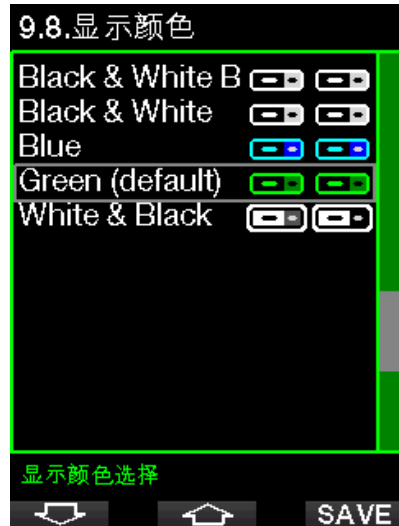 9.8.显示颜色
Black & White B
Black & White
Blue
Green (default)
White & Black
显示颜色选择
SAVE